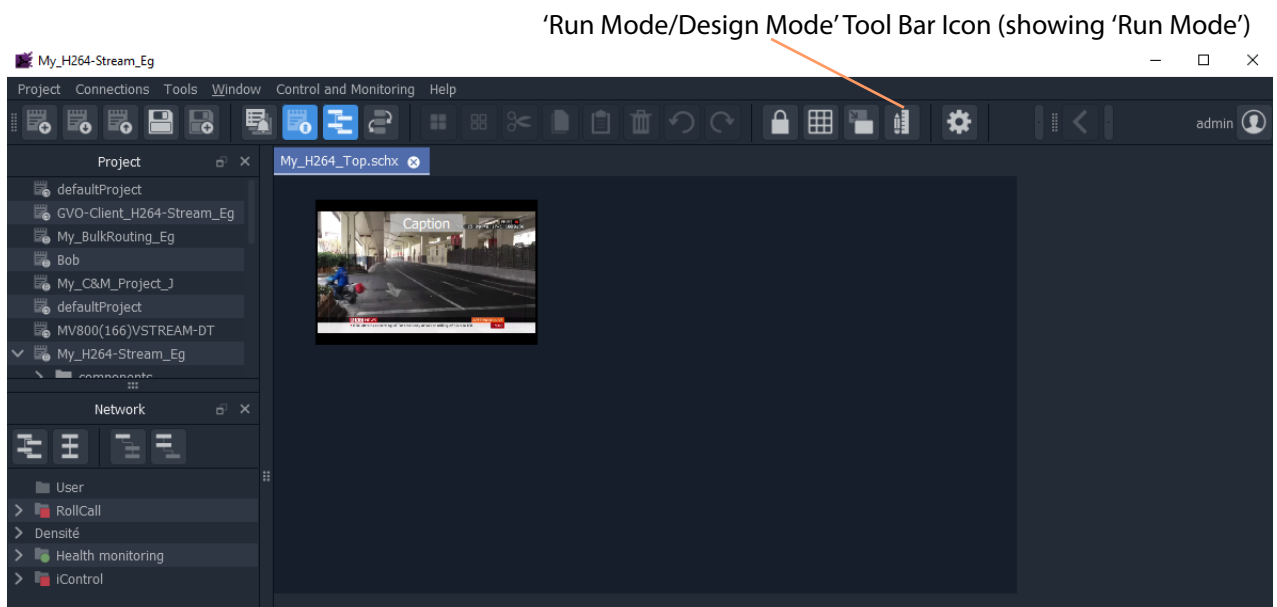 ‘Run Mode/Design Mode’ Tool Bar Icon (showing ‘Run Mode’)
My_H264-Stream_Eg
Project Connections Tools Window Control and Monitoring Help
admin
Project
My_H264_Top.schx
defaultProject
GVO-Client_H264-Stream_Eg
My_BulkRouting_Eg
Bob
My_C&M_Project_J
defaultProject
MV800(166)VSTREAM-DT
My_H264-Stream_Eg
components
Caption
NEWS
Network
User
RollCall
Densité
Health monitoring
iControl